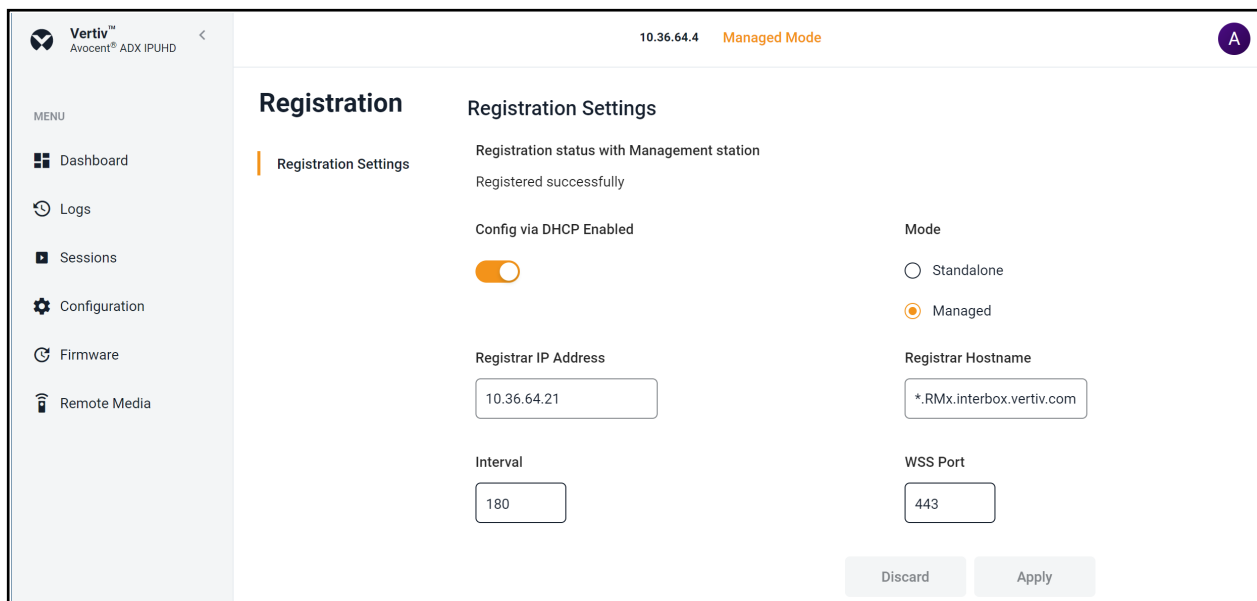 Vertiv™
Avocent® ADX IPUHD
10.36.64.4 Managed Mode
A
MENU
Dashboard
Logs
Sessions
Configuration
Firmware
Remote Media
Registration
Registration Settings
Registration Settings
Registration status with Management station
Registered successfully
Config via DHCP Enabled
Mode
Standalone
Managed
Registrar IP Address
Registrar Hostname
10.36.64.21
*.RMx.interbox.vertiv.com
Interval
WSS Port
180
443
Discard
Apply